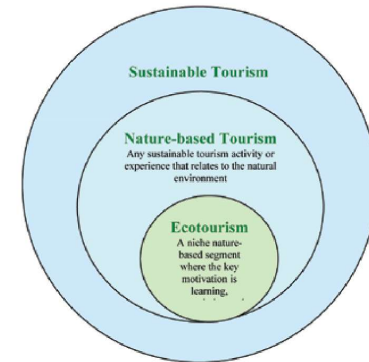 Sustainable Tourism
Nature-based Tourism
Any sustainable tourism activity or
experience that relates to the natural
environment
Ecotourism
A niche nature-
based segment
where the key
motivation is
learning,